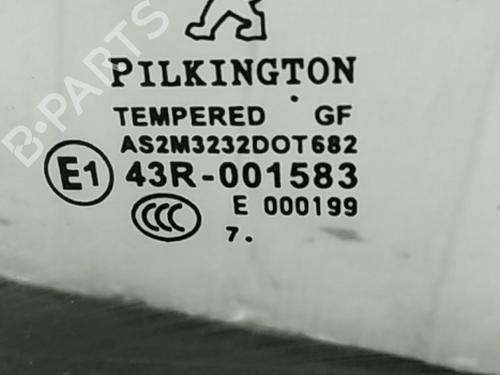 PILKINGTON
TEMPERED GF
AS2M3232DOT682
E1 43R-001583
CCC E 000199
7.
B-PARTS